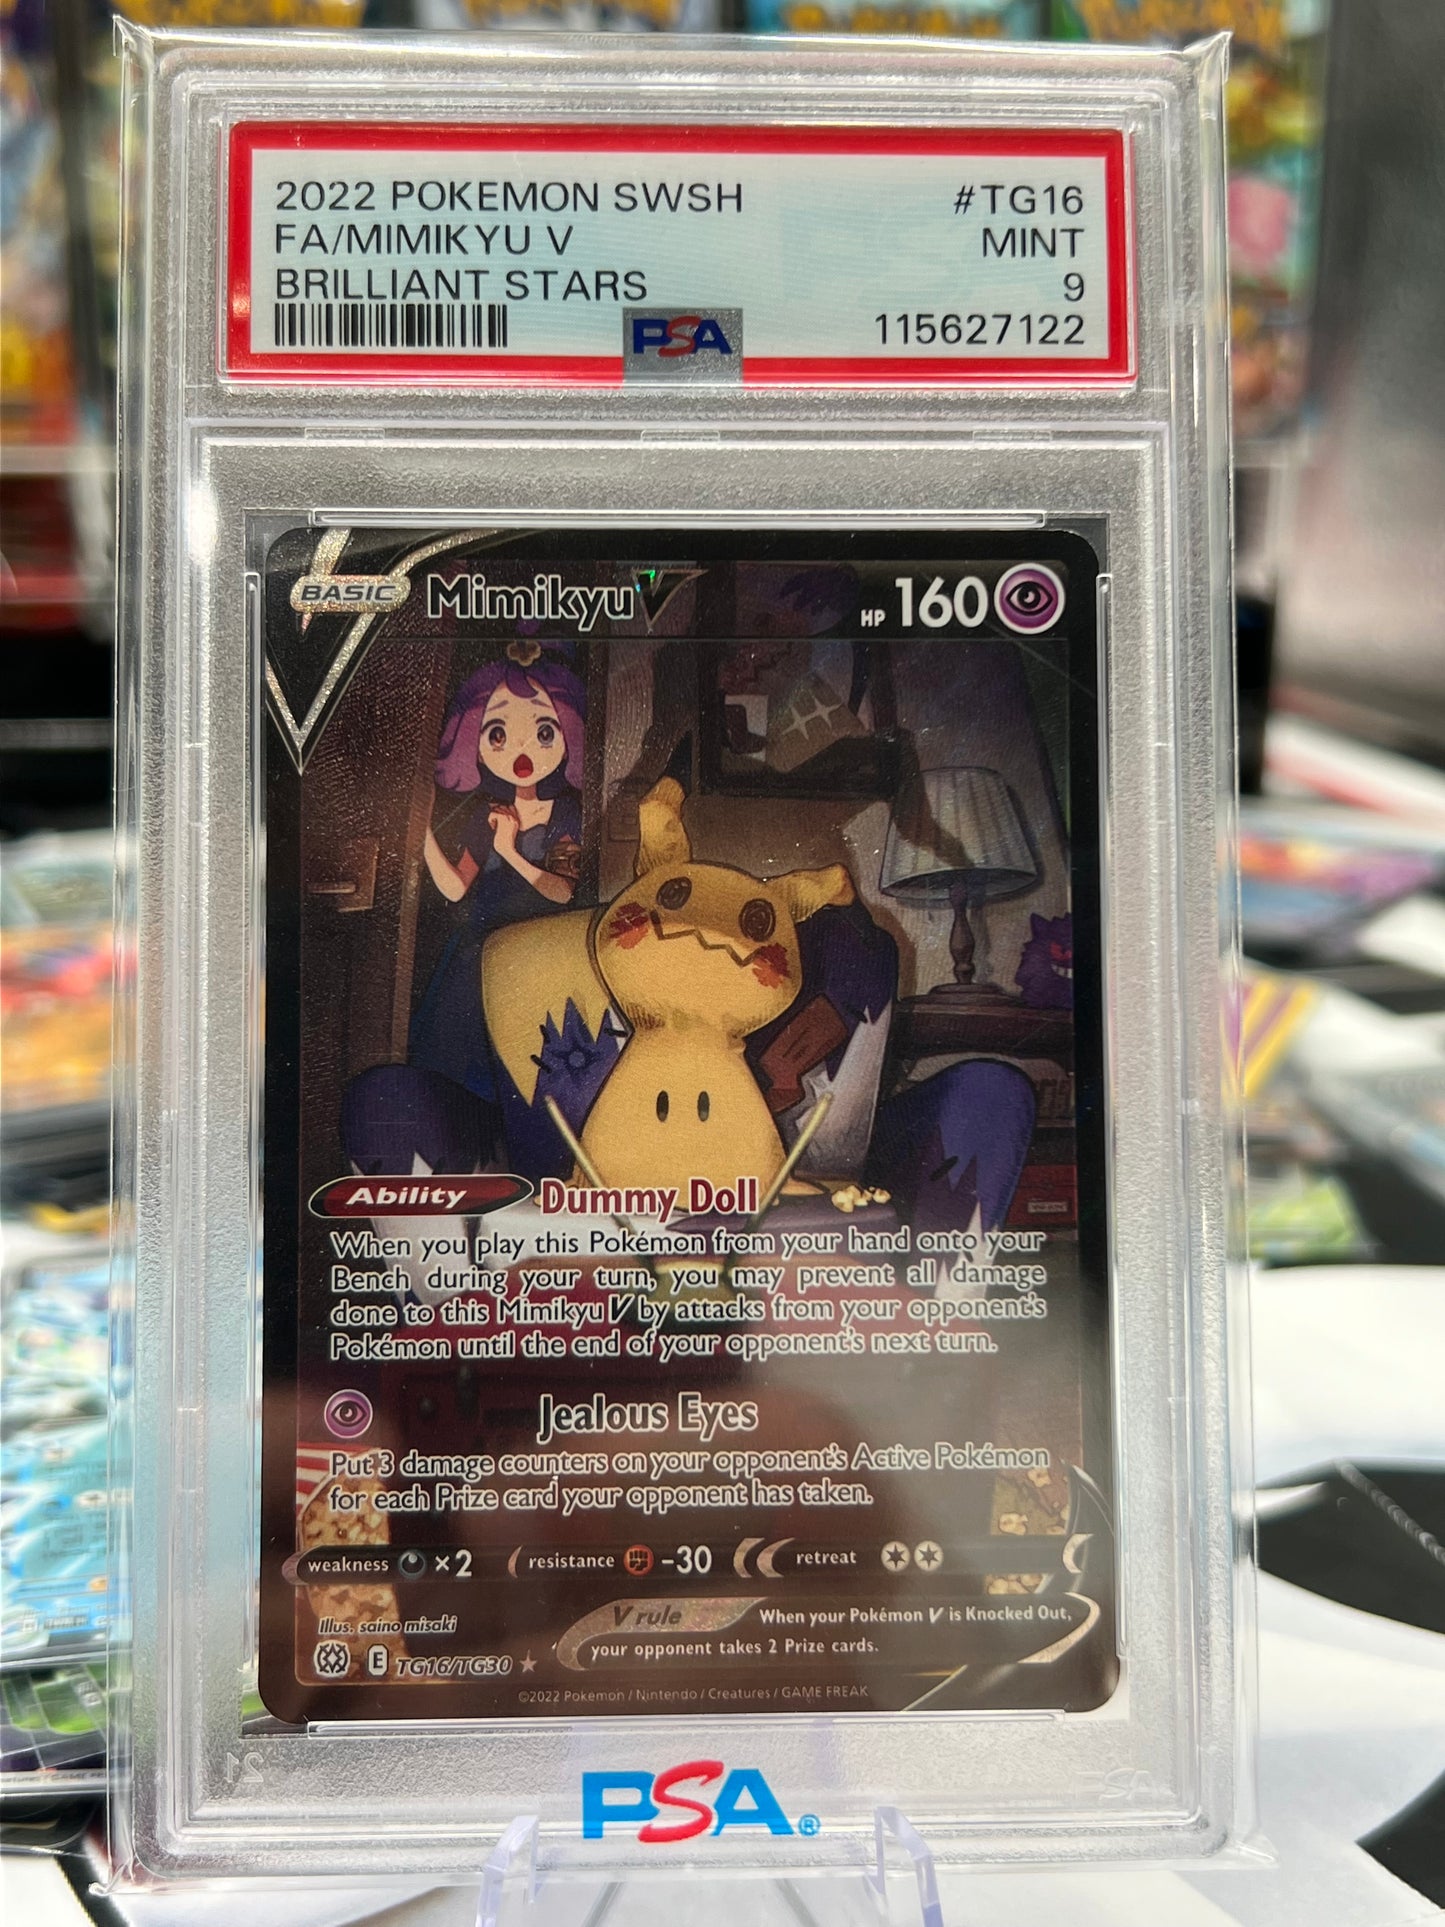 2022 POKEMON SWSH #TG16
FA/MIMIKYU V MINT
BRILLIANT STARS 9
PSA 115627122
BASIC Mimikyu V HP 160
Ability Dummy Doll
When you play this Pokémon from your hand onto your
Bench during your turn, you may prevent all damage
done to this Mimikyu V by attacks from your opponent's
Pokémon until the end of your opponent's next turn.
Jealous Eyes
Put 3 damage counters on your opponent's Active Pokémon
for each Prize card your opponent has taken.
weakness ×2 resistance -30 retreat
Illus. saino misaki
V rule When your Pokémon V is Knocked Out,
your opponent takes 2 Prize cards.
E TG16/TG30
©2022 Pokémon / Nintendo / Creatures / GAME FREAK
21
PSA®